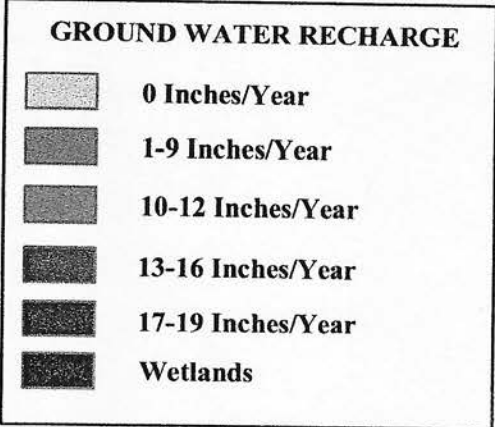 GROUND WATER RECHARGE
0 Inches/Year
1-9 Inches/Year
10-12 Inches/Year
13-16 Inches/Year
17-19 Inches/Year
Wetlands